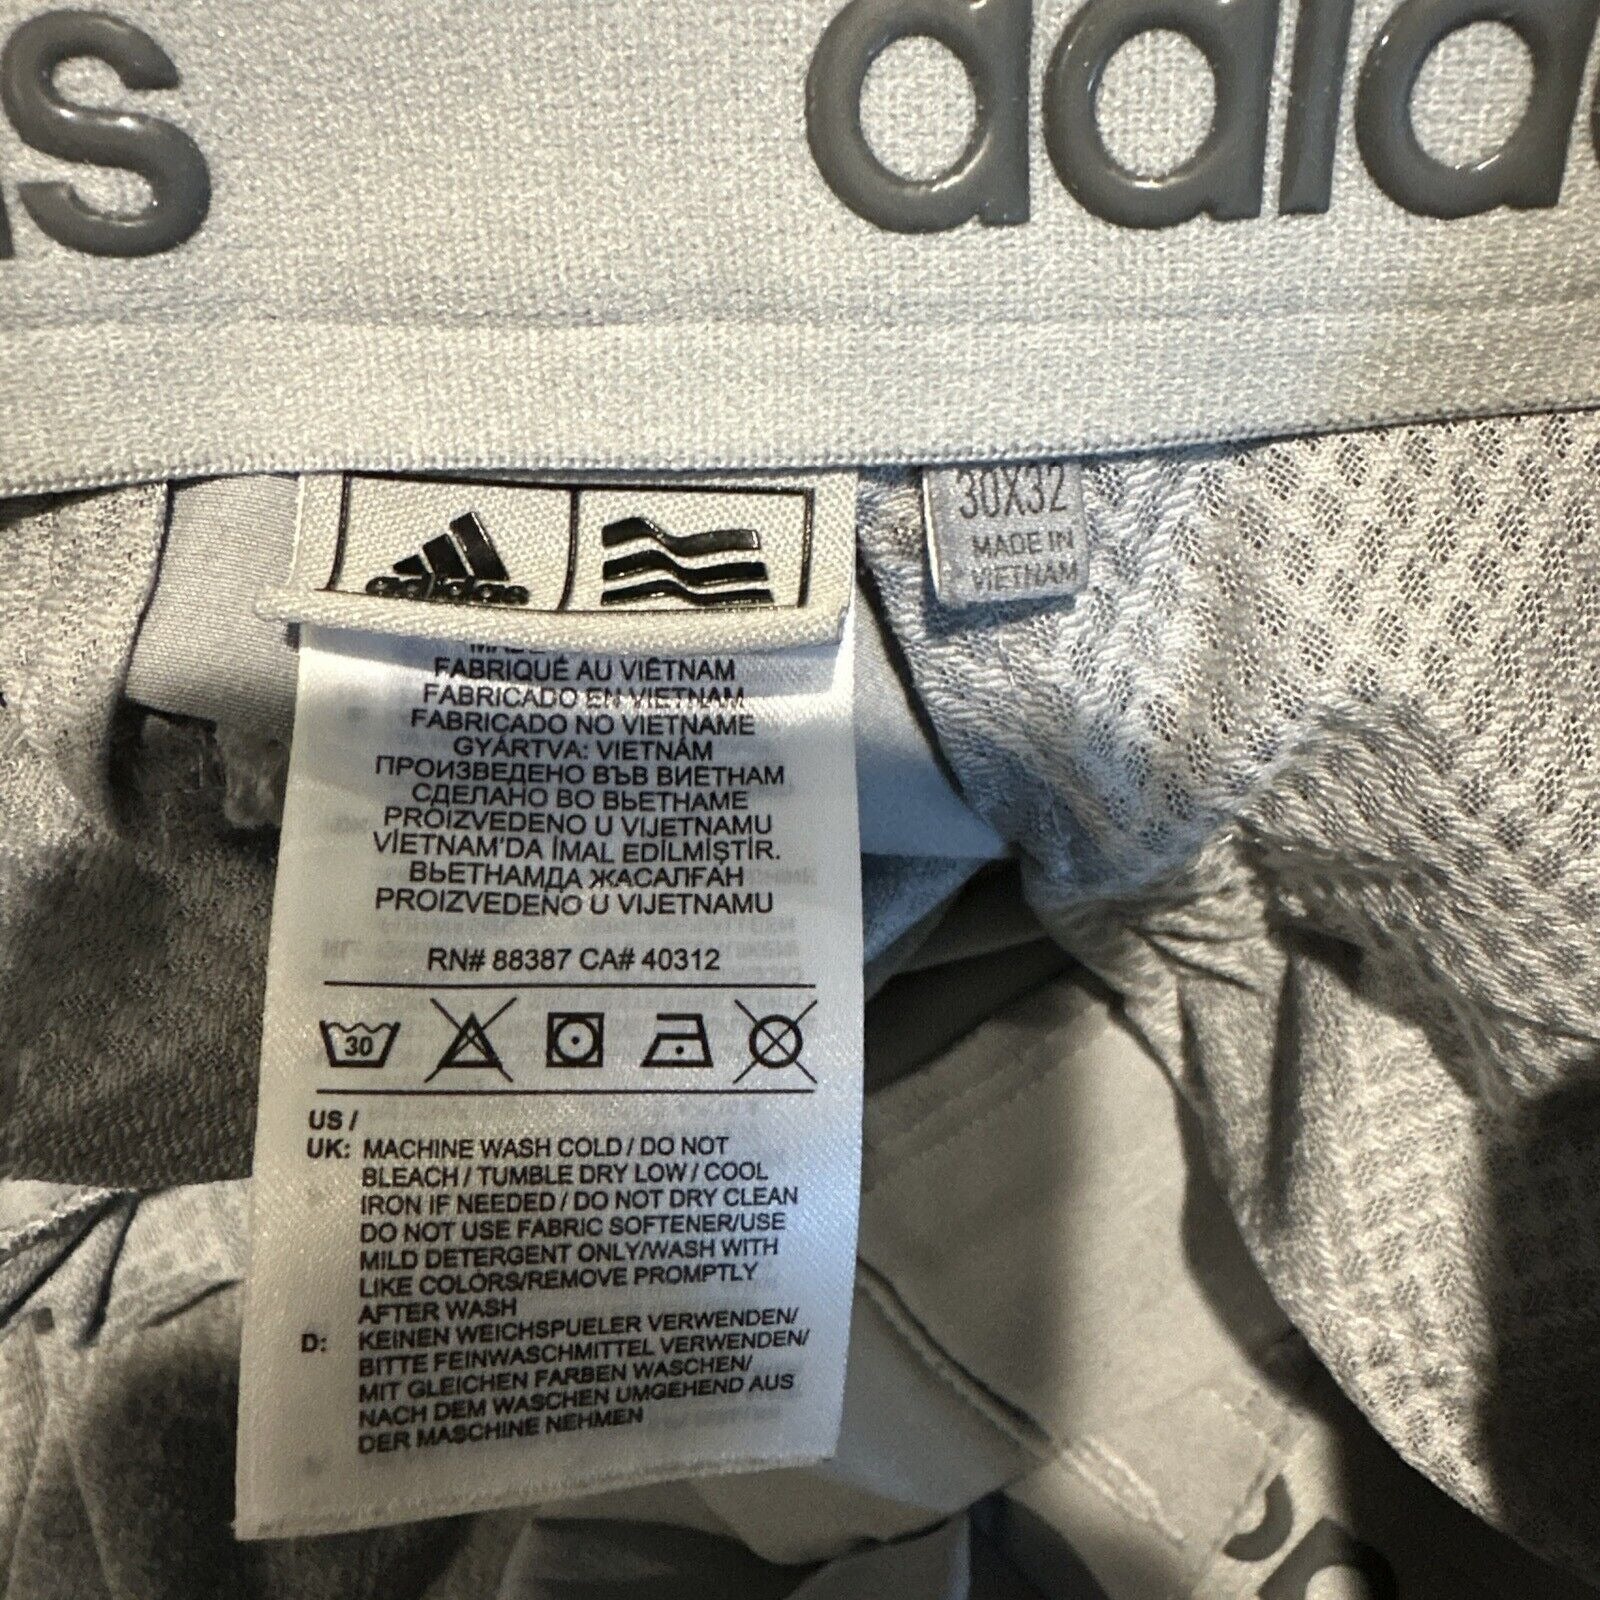 adidas
30X32
MADE IN
VIETNAM
adidas
FABRIQUÉ AU VIÊTNAM
FABRICADO EN VIETNAM
FABRICADO NO VIETNAME
GYÁRTVA: VIETNÁM
ПРОИЗВЕДЕНО ВЪВ ВИЕТНАМ
СДЕЛАНО ВО ВЬЕТНАМЕ
PROIZVEDENO U VIJETNAMU
VİETNAM'DA İMAL EDİLMİŞTİR.
ВЬЕТНАМДА ЖАСАЛҒАН
PROIZVEDENO U VIJETNAMU
RN# 88387 CA# 40312
30
US /
UK: MACHINE WASH COLD / DO NOT
BLEACH / TUMBLE DRY LOW / COOL
IRON IF NEEDED / DO NOT DRY CLEAN
DO NOT USE FABRIC SOFTENER/USE
MILD DETERGENT ONLY/WASH WITH
LIKE COLORS/REMOVE PROMPTLY
AFTER WASH
D: KEINEN WEICHSPUELER VERWENDEN/
BITTE FEINWASCHMITTEL VERWENDEN/
MIT GLEICHEN FARBEN WASCHEN/
NACH DEM WASCHEN UMGEHEND AUS
DER MASCHINE NEHMEN